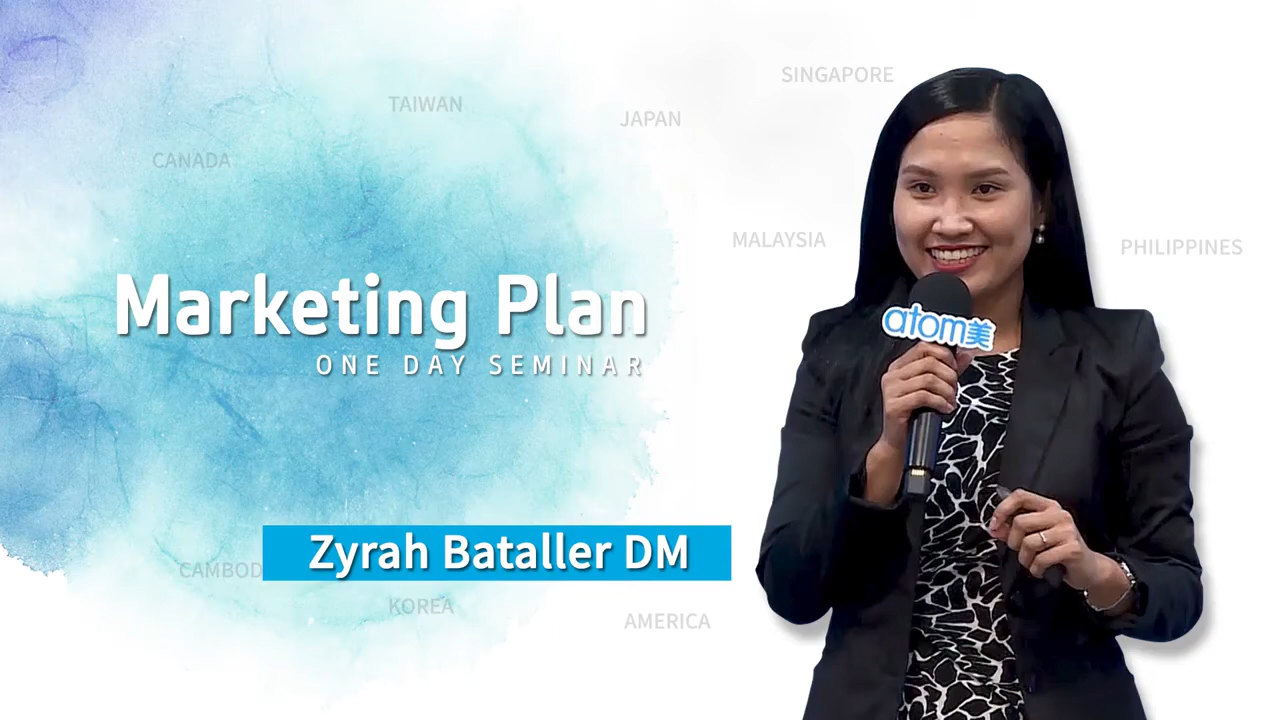 SINGAPORE
TAIWAN
JAPAN
CANADA
MALAYSIA
PHILIPPINES
Marketing Plan
ONE DAY SEMINAR
atom美
Zyrah Bataller DM
CAMBOD
KOREA
AMERICA